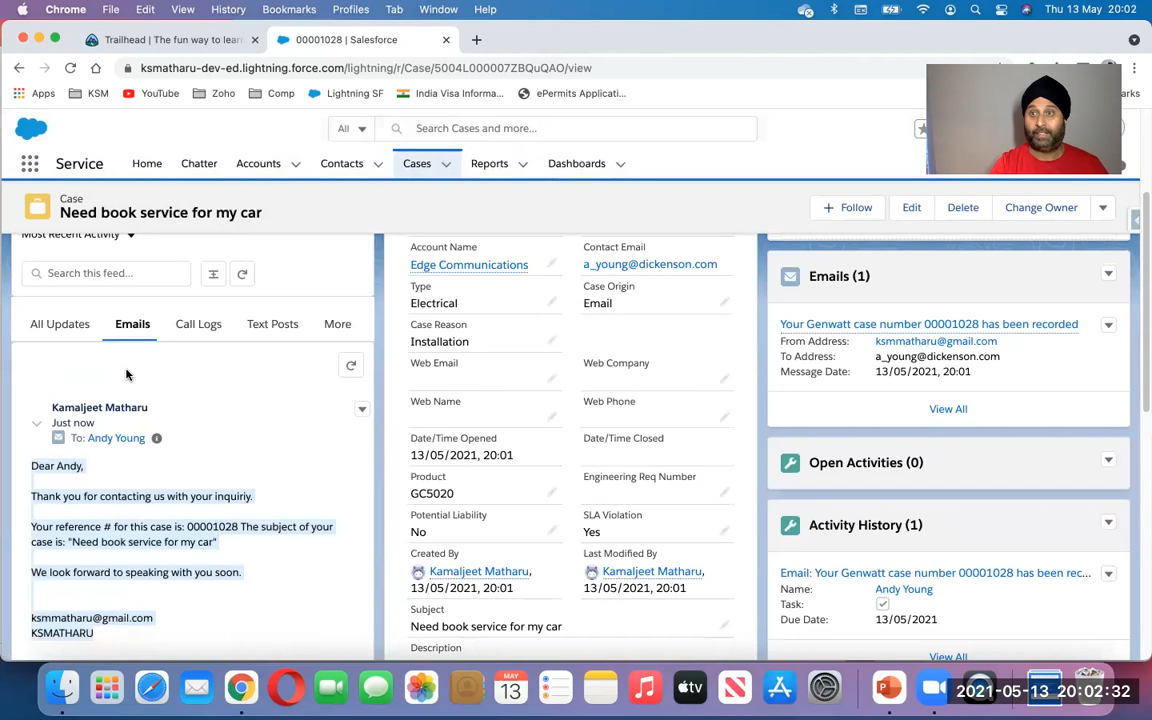 Chrome File Edit View History Bookmarks Profiles Tab Window Help Thu 13 May 20:02
Trailhead | The fun way to lear × 00001028 | Salesforce × +
ksmatharu-dev-ed.lightning.force.com/lightning/r/Case/5004L000007ZBQuQAO/view
Apps KSM YouTube Zoho Comp Lightning SF India Visa Informa... ePermits Applicati...
All Search Cases and more...
Service Home Chatter Accounts Contacts Cases Reports Dashboards
Case
Need book service for my car
+ Follow Edit Delete Change Owner
Most Recent Activity
Search this feed...
All Updates Emails Call Logs Text Posts More
Kamaljeet Matharu
Just now
To: Andy Young
Dear Andy,
Thank you for contacting us with your inquiriy.
Your reference # for this case is: 00001028 The subject of your
case is: "Need book service for my car"
We look forward to speaking with you soon.
ksmmatharu@gmail.com
KSMATHARU
Account Name Contact Email
Edge Communications a_young@dickenson.com
Type Case Origin
Electrical Email
Case Reason
Installation
Web Email Web Company
Web Name Web Phone
Date/Time Opened Date/Time Closed
13/05/2021, 20:01
Product Engineering Req Number
GC5020
Potential Liability SLA Violation
No Yes
Created By Last Modified By
Kamaljeet Matharu, Kamaljeet Matharu,
13/05/2021, 20:01 13/05/2021, 20:01
Subject
Need book service for my car
Description
Emails (1)
Your Genwatt case number 00001028 has been recorded
From Address: ksmmatharu@gmail.com
To Address: a_young@dickenson.com
Message Date: 13/05/2021, 20:01
View All
Open Activities (0)
Activity History (1)
Email: Your Genwatt case number 00001028 has been rec...
Name: Andy Young
Task:
Due Date: 13/05/2021
View All
MAY
13
tv
2021-05-13 20:02:32